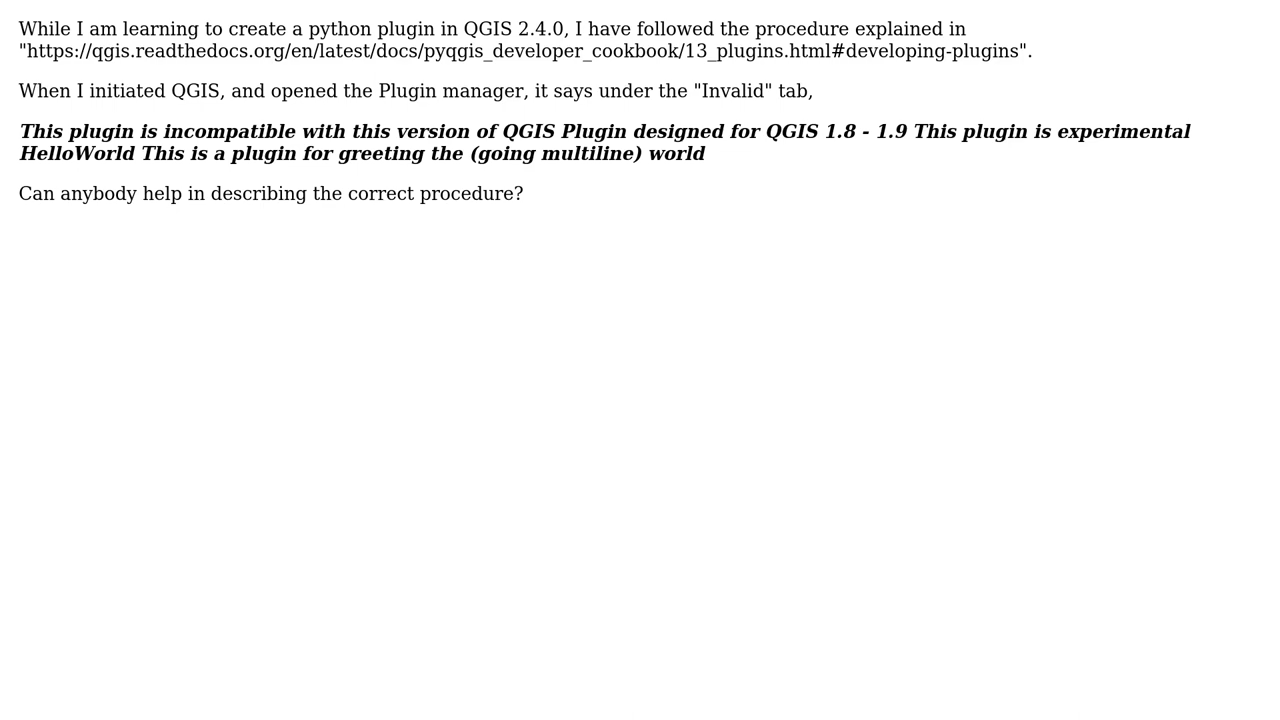 While I am learning to create a python plugin in QGIS 2.4.0, I have followed the procedure explained in
"https://qgis.readthedocs.org/en/latest/docs/pyqgis_developer_cookbook/13_plugins.html#developing-plugins".
When I initiated QGIS, and opened the Plugin manager, it says under the "Invalid" tab,
This plugin is incompatible with this version of QGIS Plugin designed for QGIS 1.8 - 1.9 This plugin is experimental
HelloWorld This is a plugin for greeting the (going multiline) world
Can anybody help in describing the correct procedure?